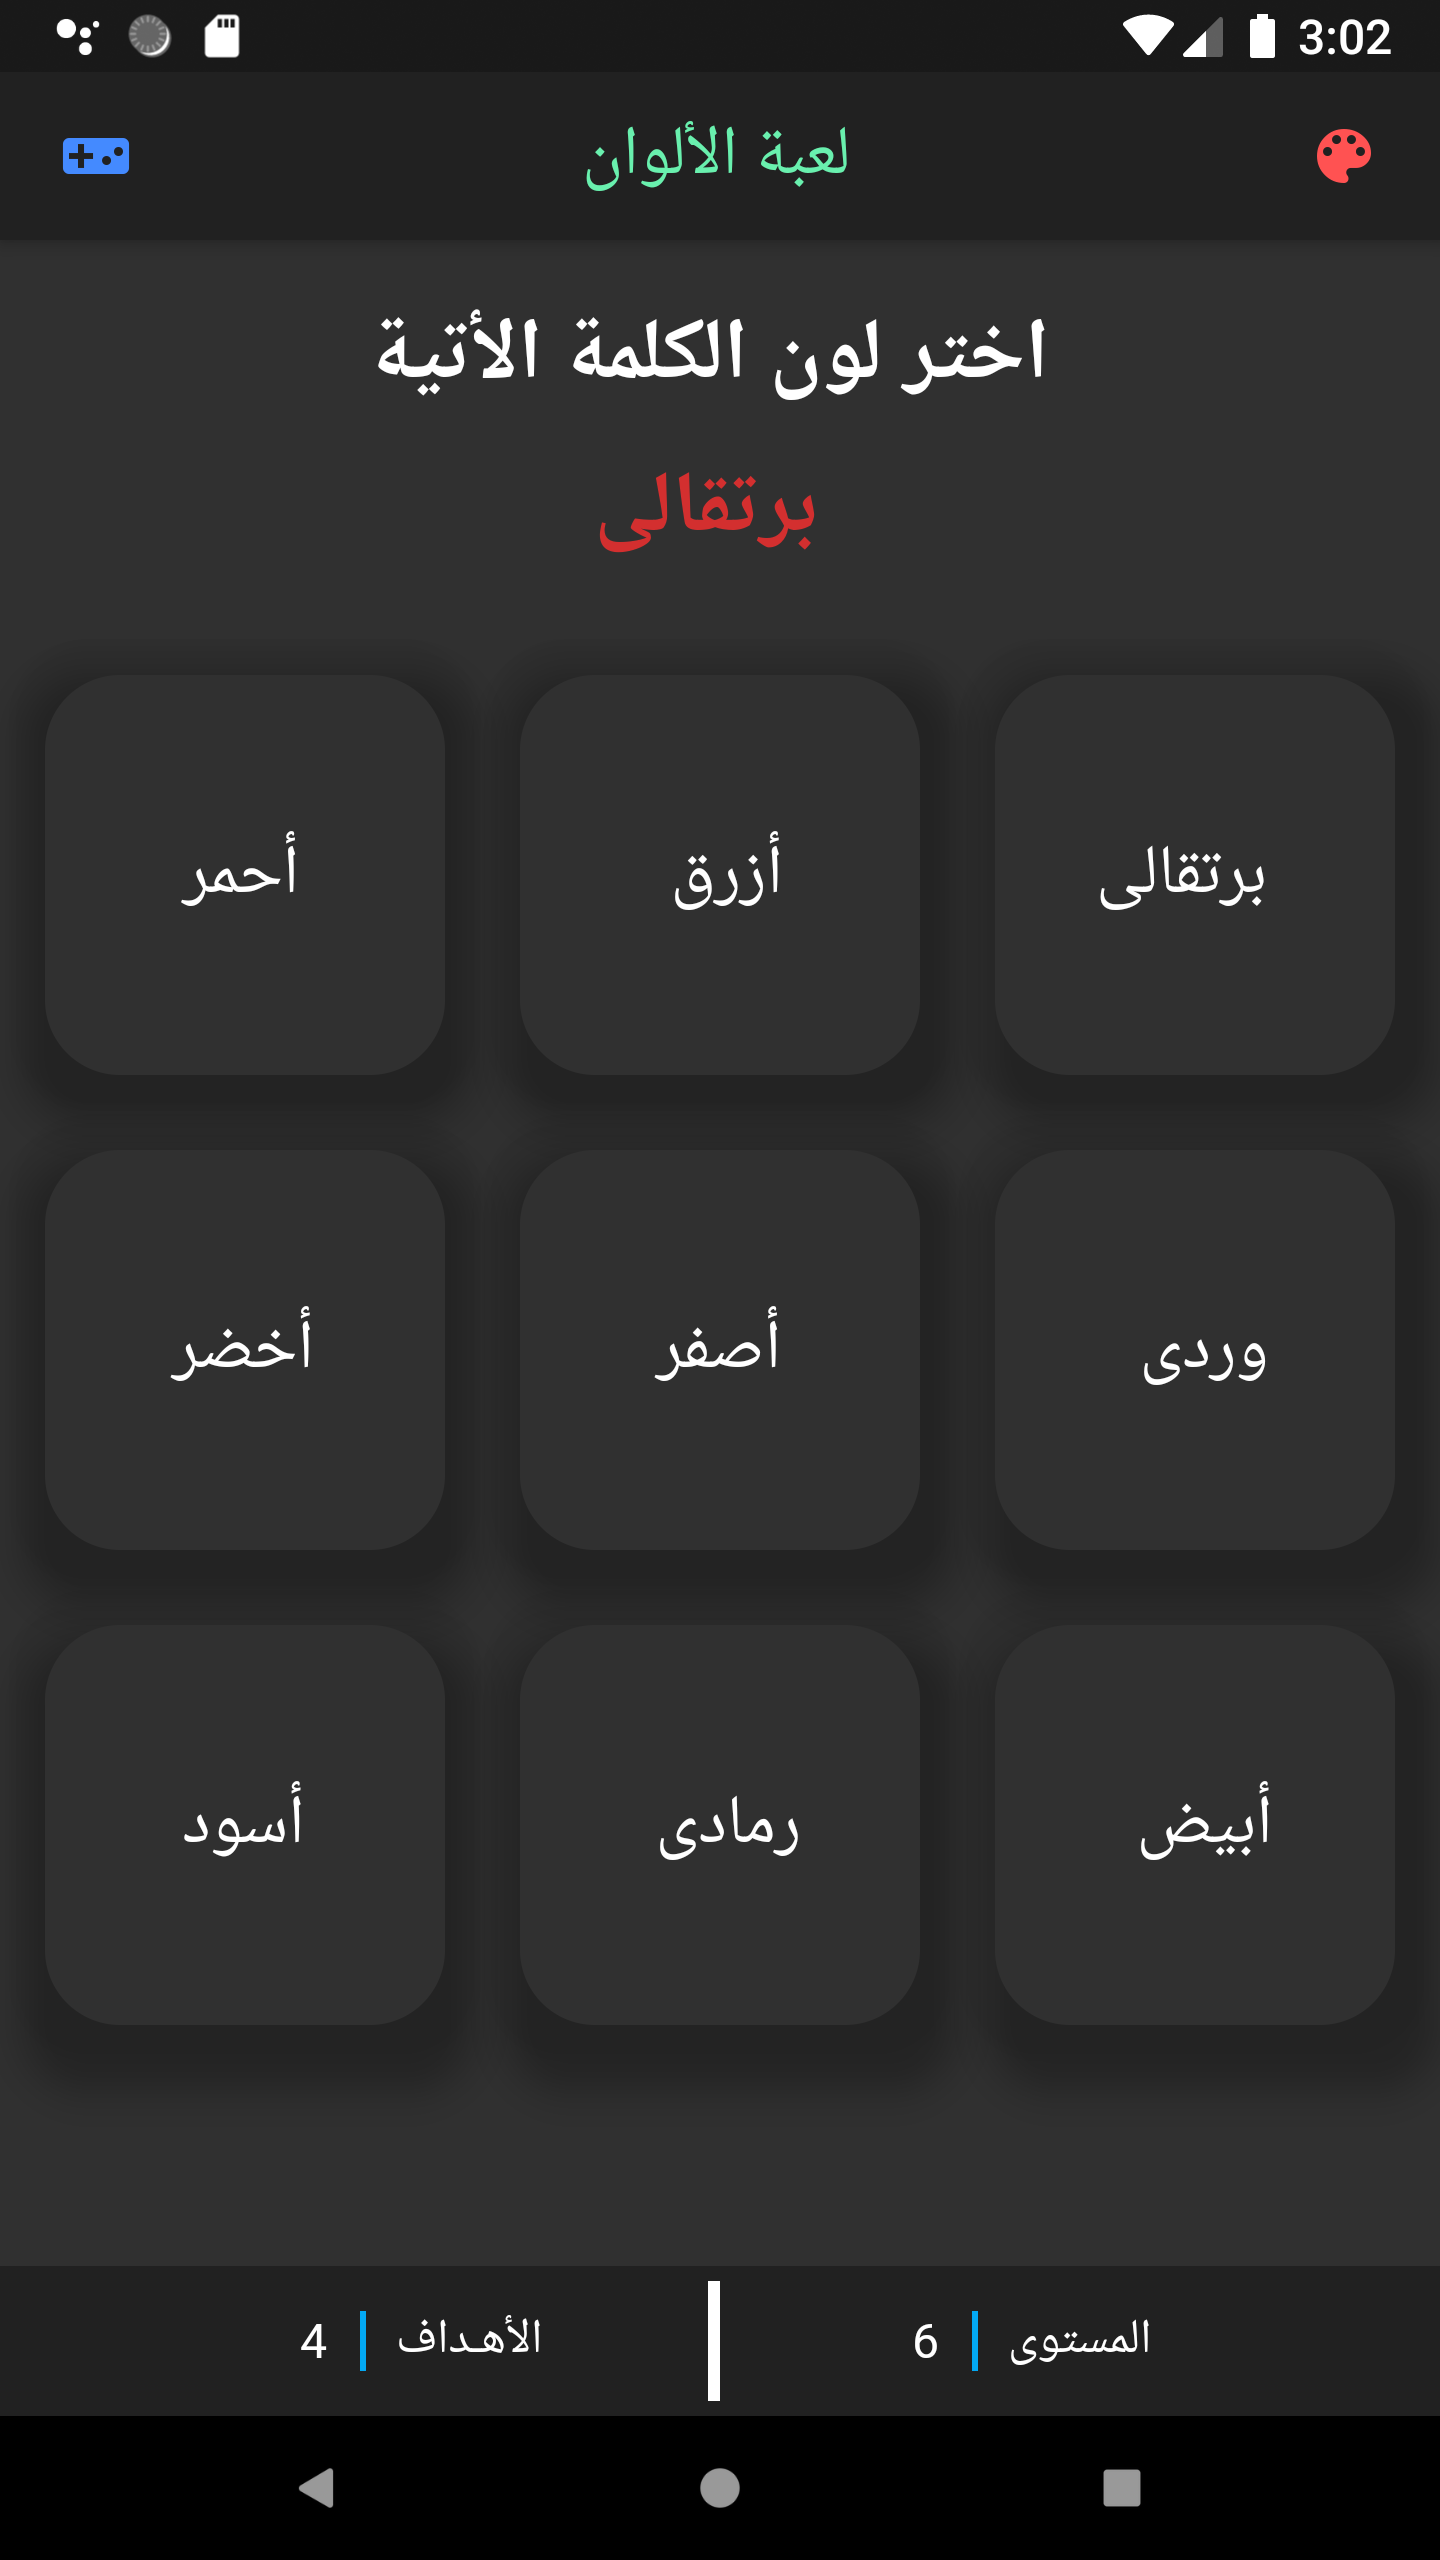 3:02
لعبة الألوان
اختر لون الكلمة الأتية
برتقالى
برتقالى
أزرق
أحمر
وردى
أصفر
أخضر
أبيض
رمادى
أسود
المستوى 6
الأهـداف 4